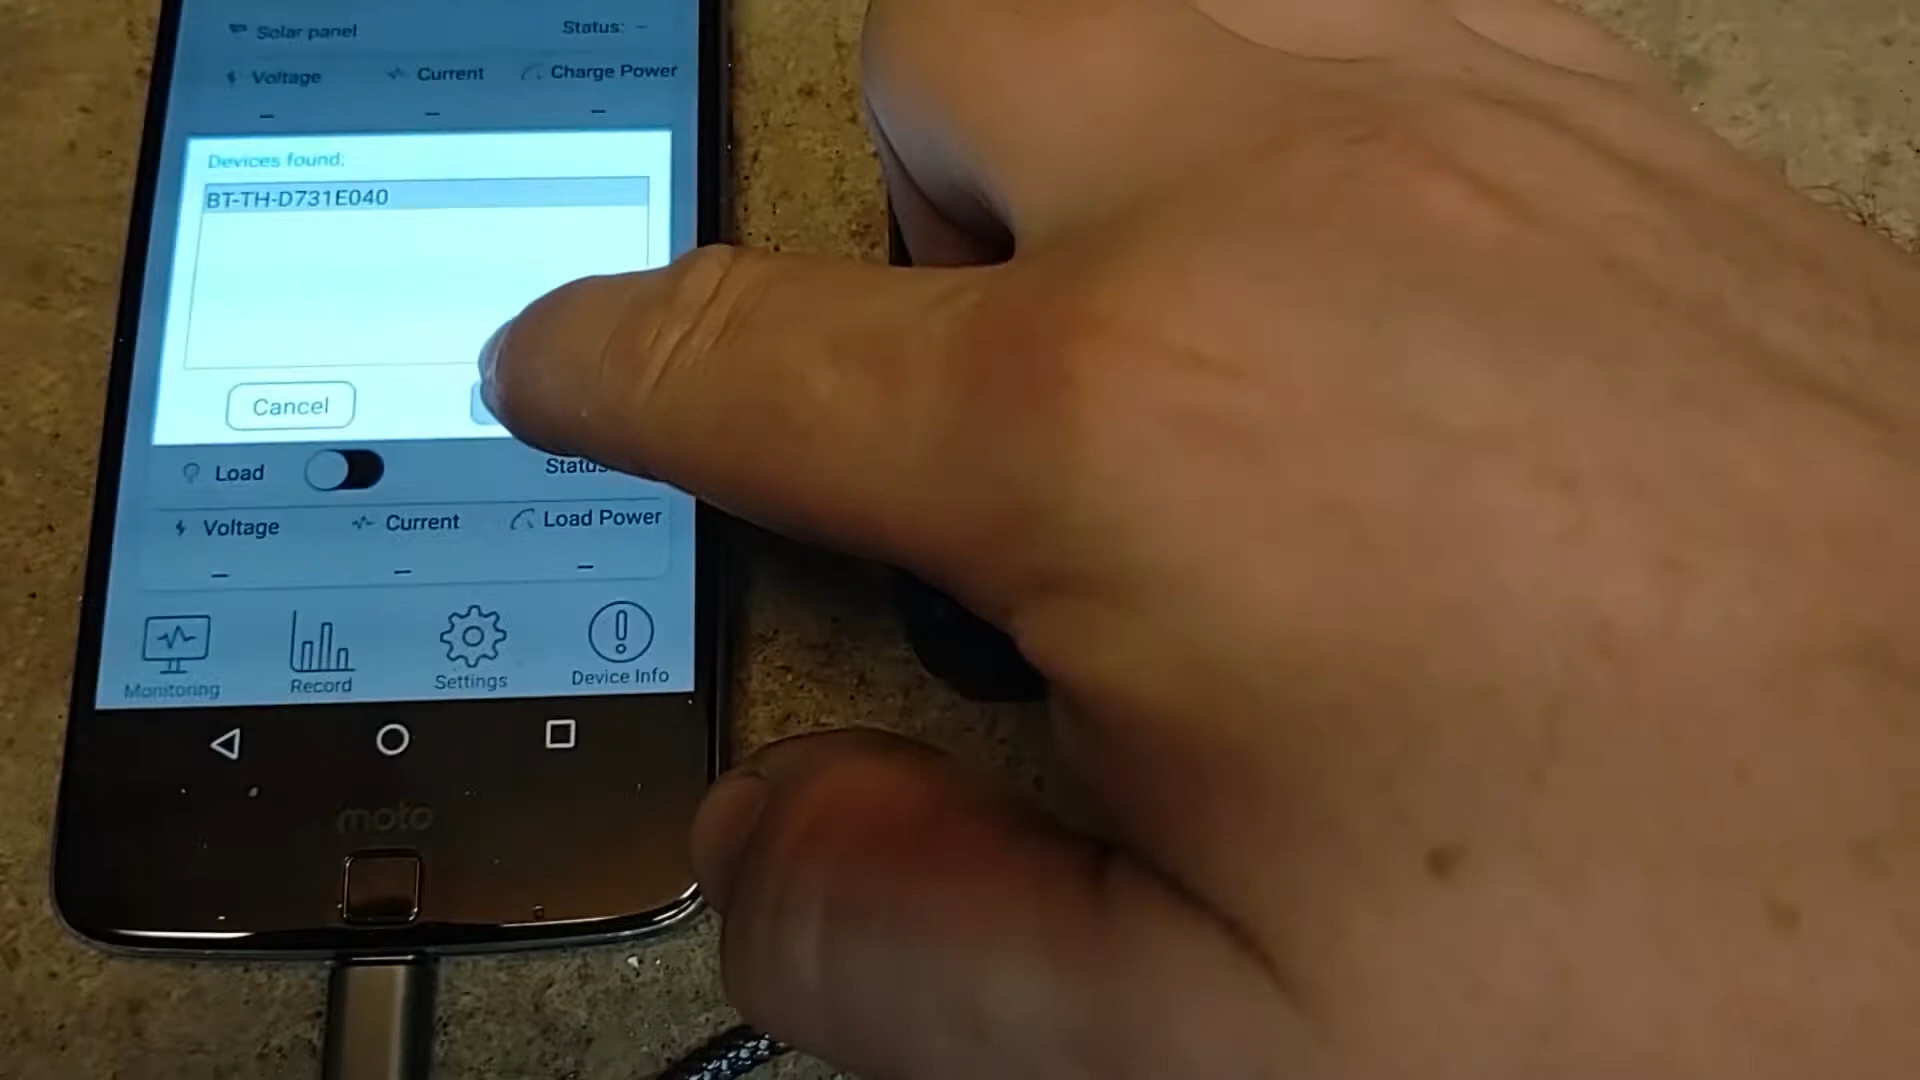 Solar panel Status: –
Voltage Current Charge Power
– – –
Devices found:
BT-TH-D731E040
Cancel
Load Status
Voltage Current Load Power
– – –
Monitoring Record Settings Device Info
moto